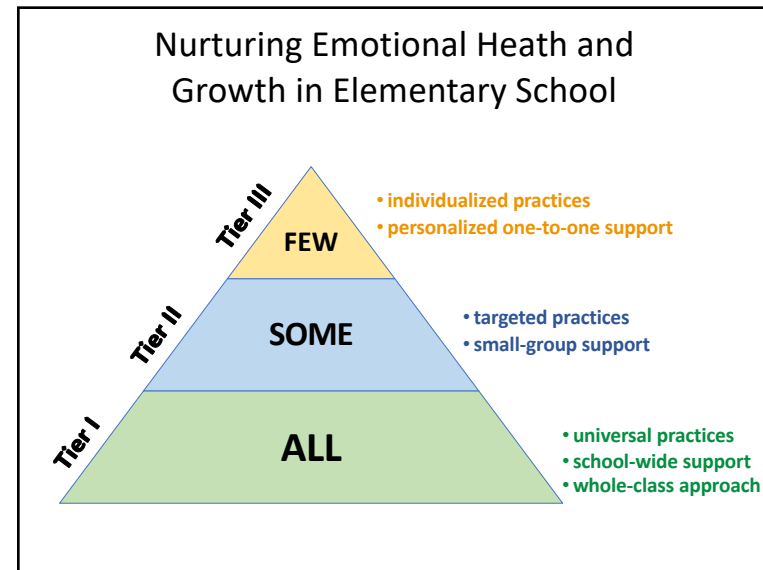 Nurturing Emotional Heath and
Growth in Elementary School
Tier III
FEW
• individualized practices
• personalized one-to-one support
Tier II
SOME
• targeted practices
• small-group support
Tier I
ALL
• universal practices
• school-wide support
• whole-class approach